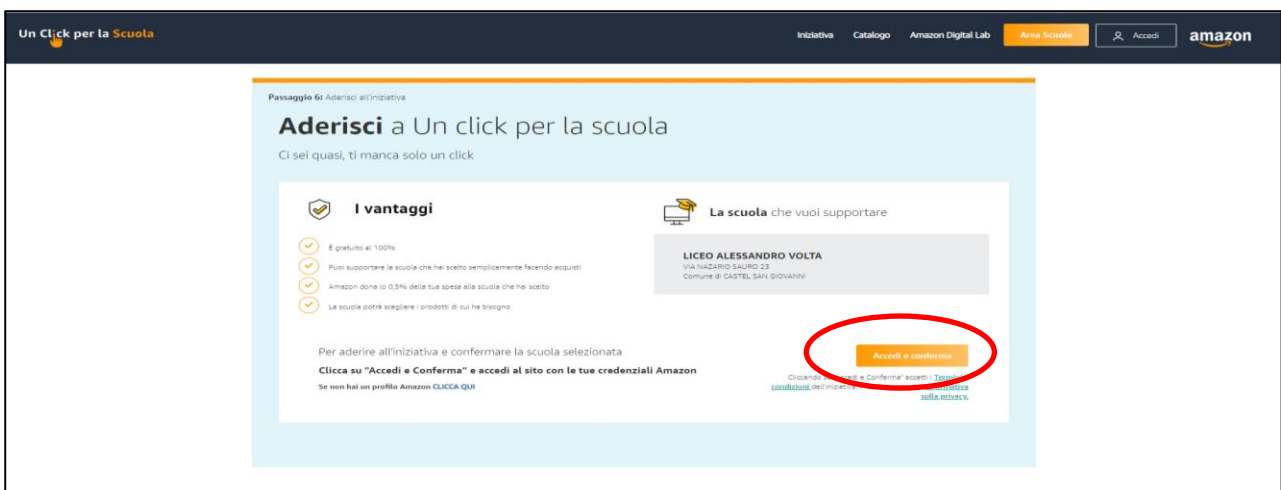 Un Click per la Scuola
Iniziativa Catalogo Amazon Digital Lab Area Scuole Accedi amazon
Passaggio 6: Aderisci all'iniziativa
Aderisci a Un click per la scuola
Ci sei quasi, ti manca solo un click
I vantaggi
È gratuito al 100%
Puoi supportare la scuola che hai scelto semplicemente facendo acquisti
Amazon dona lo 0,5% della tua spesa alla scuola che hai scelto
La scuola potrà scegliere i prodotti di cui ha bisogno
La scuola che vuoi supportare
LICEO ALESSANDRO VOLTA
VIA NAZARIO SAURO 23
Comune di CASTEL SAN GIOVANNI
Per aderire all'iniziativa e confermare la scuola selezionata
Clicca su "Accedi e Conferma" e accedi al sito con le tue credenziali Amazon
Se non hai un profilo Amazon CLICCA QUI
Accedi e conferma
Cliccando su "Accedi e Conferma" accetti i Termini e
condizioni dell'iniziativa
sulla privacy.